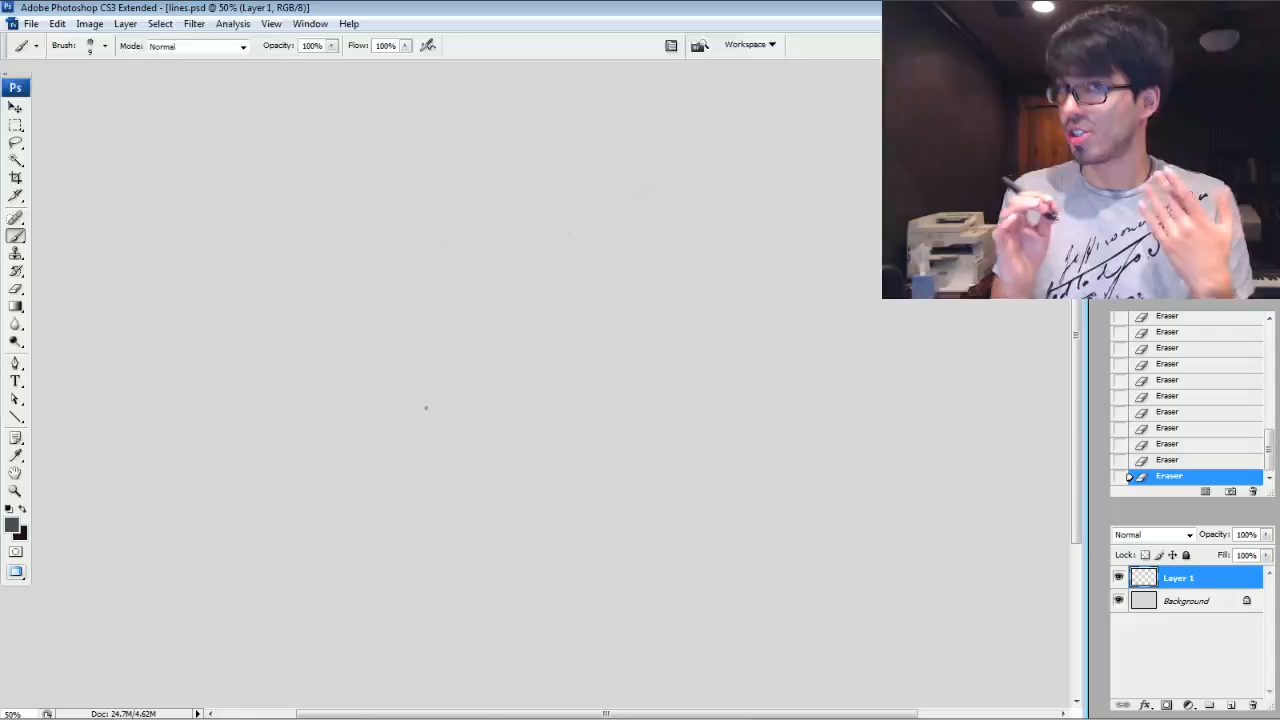 Adobe Photoshop CS3 Extended - [lines.psd @ 50% (Layer 1, RGB/8)]
File Edit Image Layer Select Filter Analysis View Window Help
Brush: 9 Mode: Normal Opacity: 100% Flow: 100% Workspace
Ps
T
Eraser
Eraser
Eraser
Eraser
Eraser
Eraser
Eraser
Eraser
Eraser
Eraser
Eraser
Normal Opacity: 100%
Lock: Fill: 100%
Layer 1
Background
50% Doc: 24.7M/4.62M